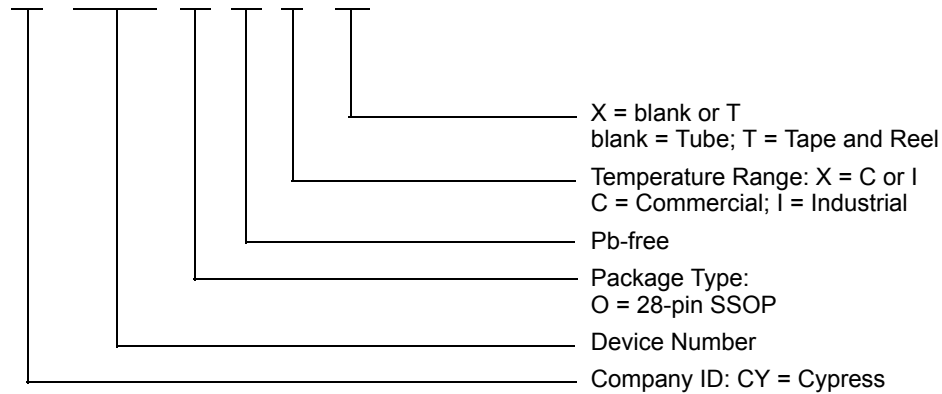 X = blank or T
blank = Tube; T = Tape and Reel
Temperature Range: X = C or I
C = Commercial; I = Industrial
Pb-free
Package Type:
O = 28-pin SSOP
Device Number
Company ID: CY = Cypress